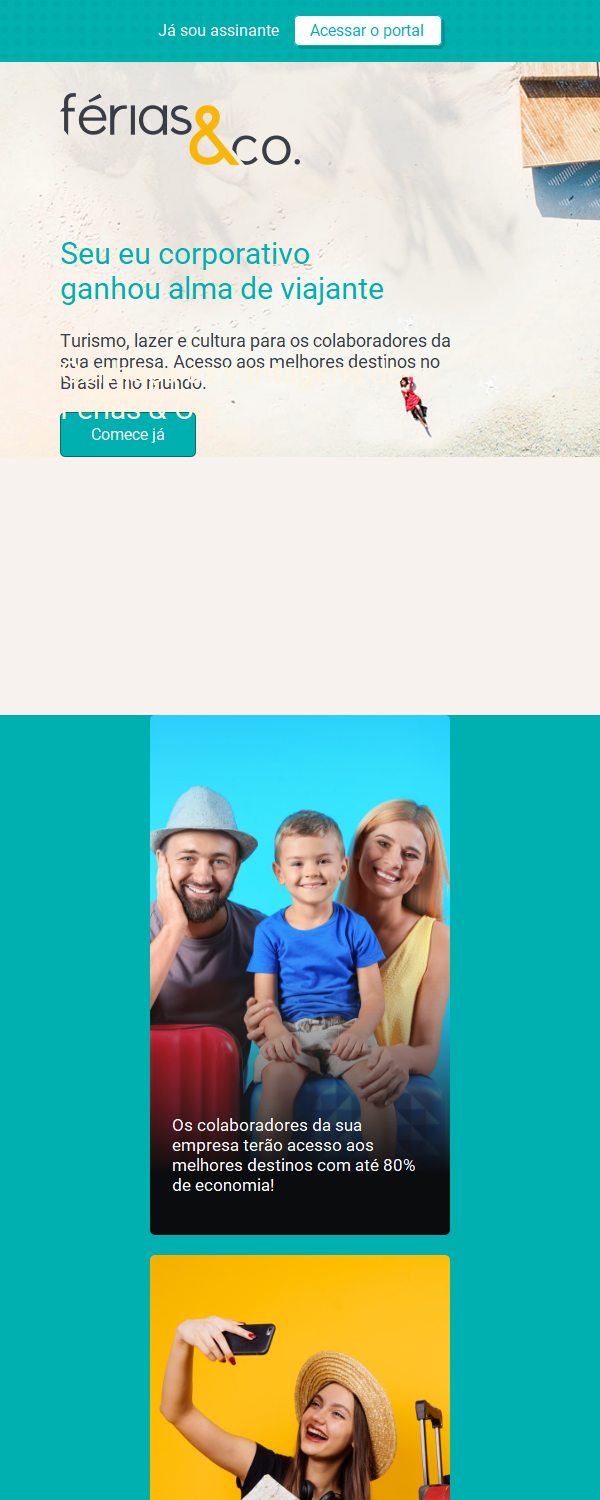 Já sou assinante
Acessar o portal
férias&co.
Seu eu corporativo
ganhou alma de viajante
Turismo, lazer e cultura para os colaboradores da
sua empresa. Acesso aos melhores destinos no
Brasil e no mundo.
Férias & C
Comece já
Os colaboradores da sua
empresa terão acesso aos
melhores destinos com até 80%
de economia!